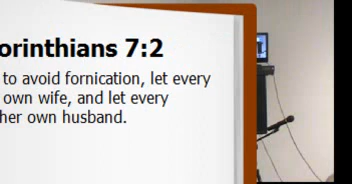 orinthians 7:2
to avoid fornication, let every
own wife, and let every
her own husband.